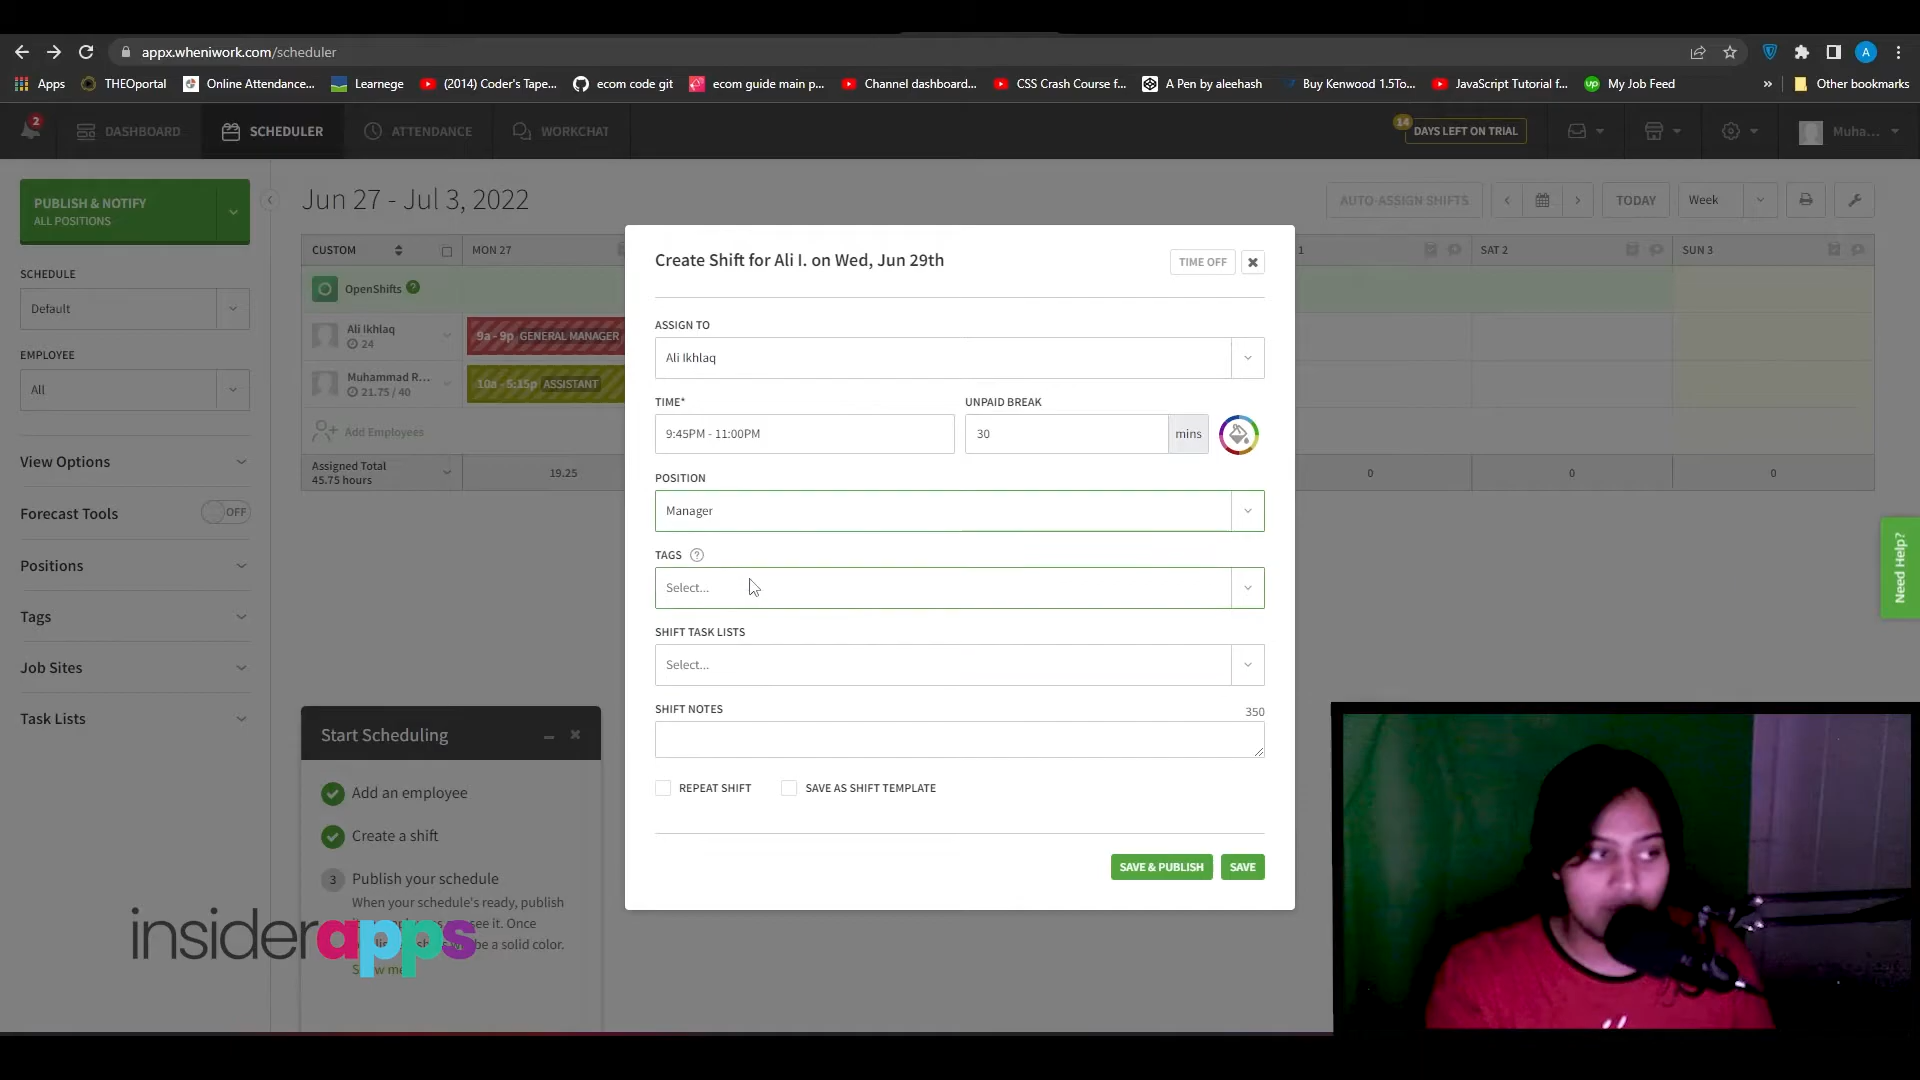 appx.wheniwork.com/scheduler
A
Apps
THEOportal
Online Attendance...
Learnege
(2014) Coder's Tape...
ecom code git
ecom guide main p...
Channel dashboard...
CSS Crash Course f...
A Pen by aleehash
Buy Kenwood 1.5To...
JavaScript Tutorial f...
My Job Feed
»
Other bookmarks
2
DASHBOARD
SCHEDULER
ATTENDANCE
WORKCHAT
14
DAYS LEFT ON TRIAL
Muha...
PUBLISH & NOTIFY
ALL POSITIONS
Jun 27 - Jul 3, 2022
AUTO-ASSIGN SHIFTS
TODAY
Week
SCHEDULE
Default
EMPLOYEE
All
View Options
Forecast Tools
OFF
Positions
Tags
Job Sites
Task Lists
CUSTOM
MON 27
1
SAT 2
SUN 3
OpenShifts
Ali Ikhlaq
24
9a - 9p GENERAL MANAGER
Muhammad R...
21.75 / 40
10a - 5:15p ASSISTANT
Add Employees
Assigned Total
45.75 hours
19.25
0
0
0
Create Shift for Ali I. on Wed, Jun 29th
TIME OFF
ASSIGN TO
Ali Ikhlaq
TIME*
UNPAID BREAK
9:45PM - 11:00PM
30
mins
POSITION
Manager
TAGS
Select...
SHIFT TASK LISTS
Select...
SHIFT NOTES
350
REPEAT SHIFT
SAVE AS SHIFT TEMPLATE
SAVE & PUBLISH
SAVE
Need Help?
Start Scheduling
Add an employee
Create a shift
3
Publish your schedule
When your schedule's ready, publish
see it. Once
be a solid color.
insiderapps